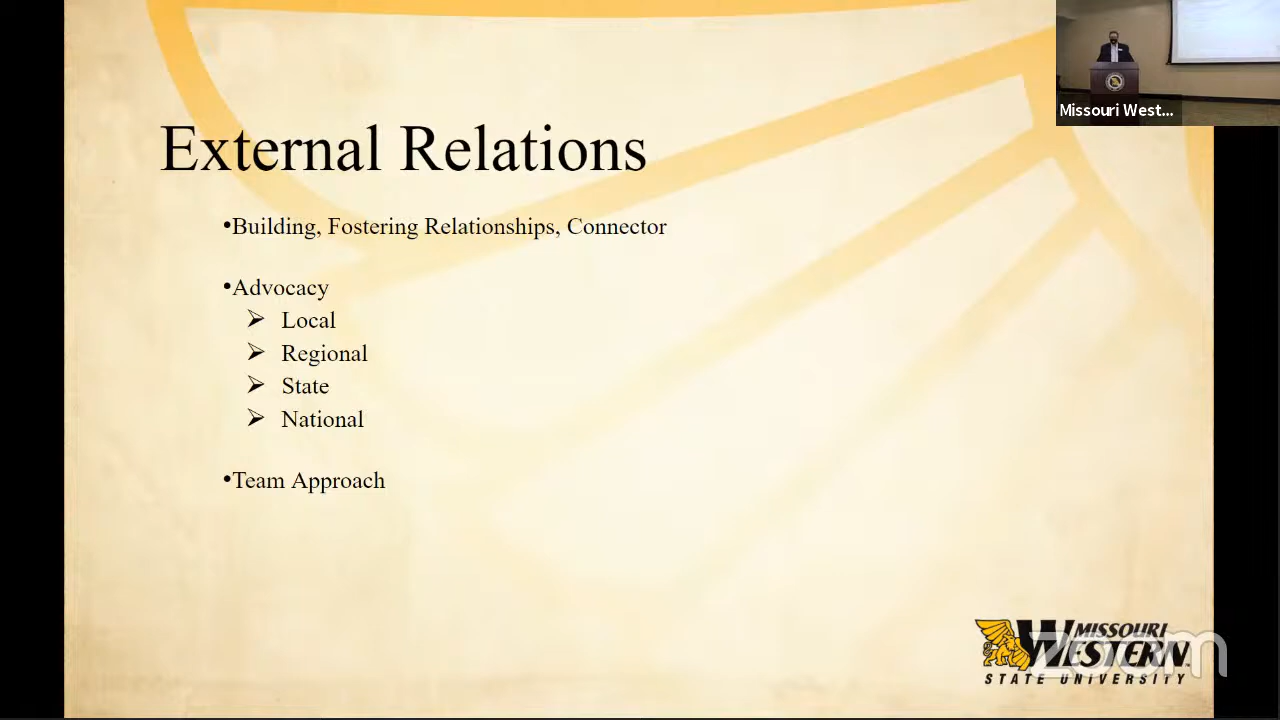 External Relations
Missouri West...
•Building, Fostering Relationships, Connector
•Advocacy
➢ Local
➢ Regional
➢ State
➢ National
•Team Approach
MISSOURI
WESTERN
STATE UNIVERSITY
zoom